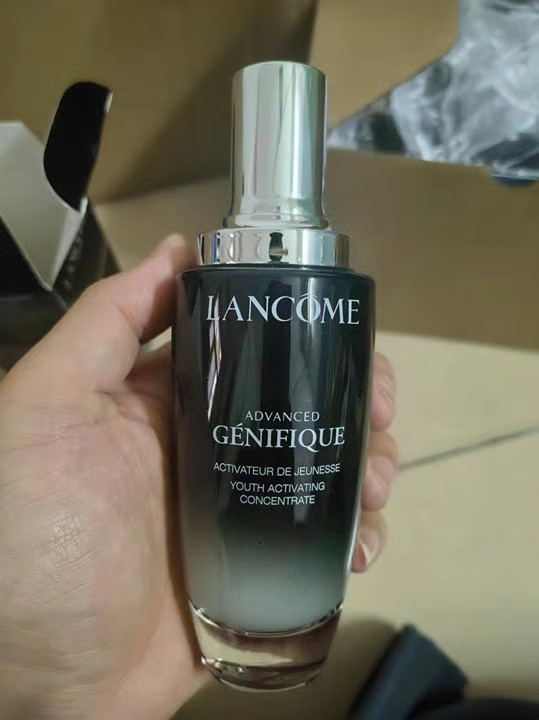 LANCÔME
ADVANCED
GÉNIFIQUE
ACTIVATEUR DE JEUNESSE
YOUTH ACTIVATING
CONCENTRATE